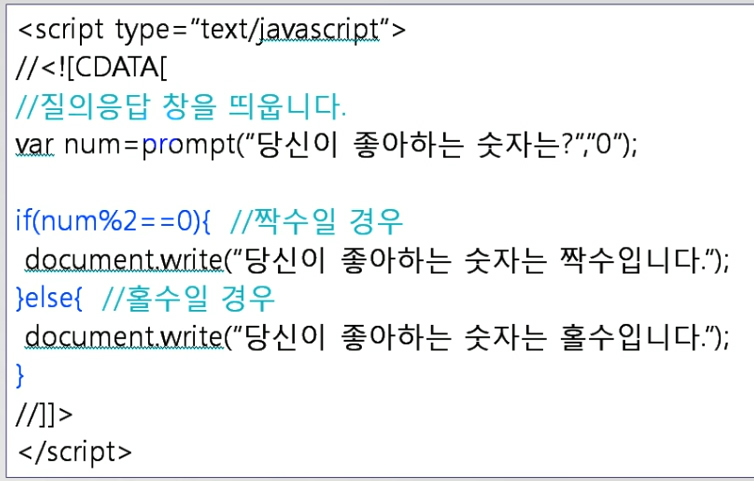 <script type="text/javascript">
//<![CDATA[
//질의응답 창을 띄웁니다.
var num=prompt("당신이 좋아하는 숫자는?","0");
if(num%2==0){ //짝수일 경우
document.write("당신이 좋아하는 숫자는 짝수입니다.");
}else{ //홀수일 경우
document.write("당신이 좋아하는 숫자는 홀수입니다.");
}
//]]>
</script>